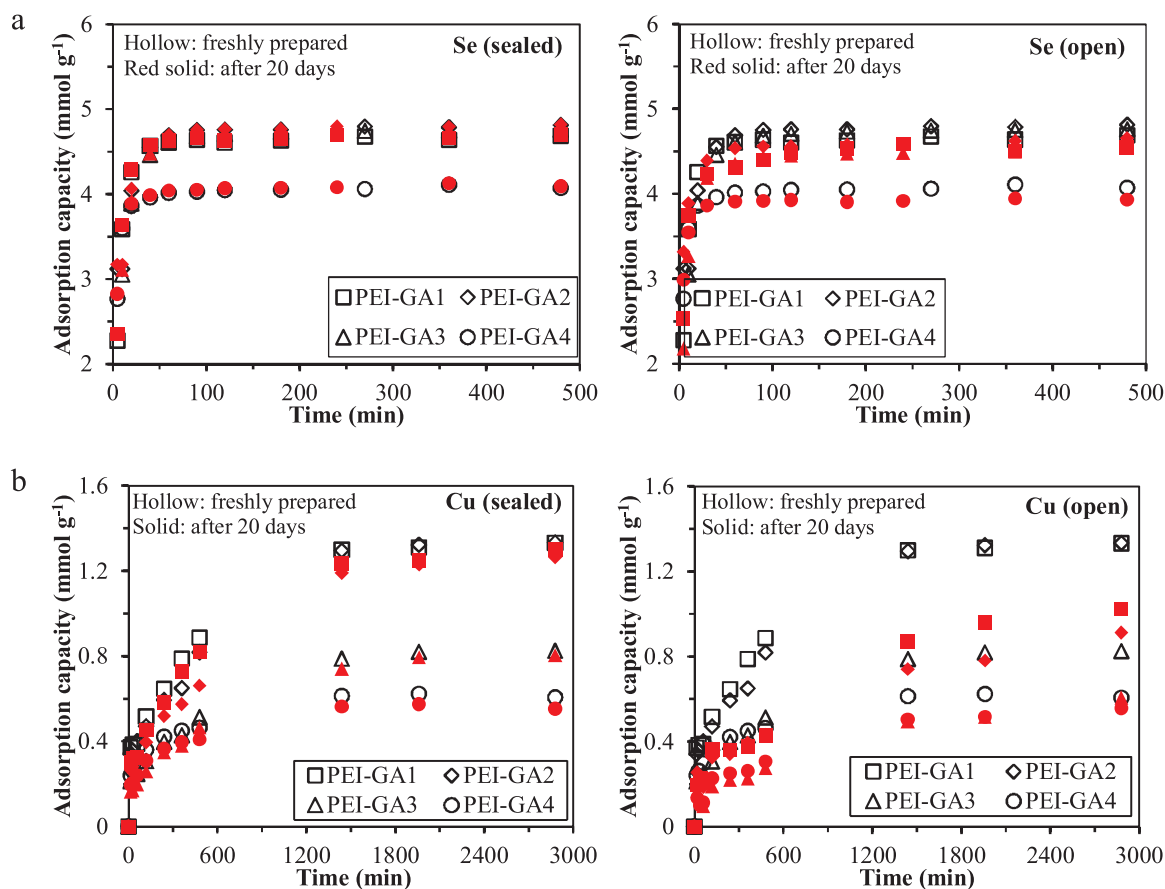 a
Hollow: freshly prepared
Red solid: after 20 days
Se (sealed)
Adsorption capacity (mmol g⁻¹)
6
5
4
3
2
□PEI-GA1 ◇PEI-GA2
△PEI-GA3 ○PEI-GA4
0 100 200 300 400 500
Time (min)
Hollow: freshly prepared
Red solid: after 20 days
Se (open)
Adsorption capacity (mmol g⁻¹)
6
5
4
3
2
□PEI-GA1 ◇PEI-GA2
△PEI-GA3 ○PEI-GA4
0 100 200 300 400 500
Time (min)
b
Hollow: freshly prepared
Solid: after 20 days
Cu (sealed)
Adsorption capacity (mmol g⁻¹)
1.6
1.2
0.8
0.4
0
□PEI-GA1 ◇PEI-GA2
△PEI-GA3 ○PEI-GA4
0 600 1200 1800 2400 3000
Time (min)
Hollow: freshly prepared
Solid: after 20 days
Cu (open)
Adsorption capacity (mmol g⁻¹)
1.6
1.2
0.8
0.4
0
□PEI-GA1 ◇PEI-GA2
△PEI-GA3 ○PEI-GA4
0 600 1200 1800 2400 3000
Time (min)